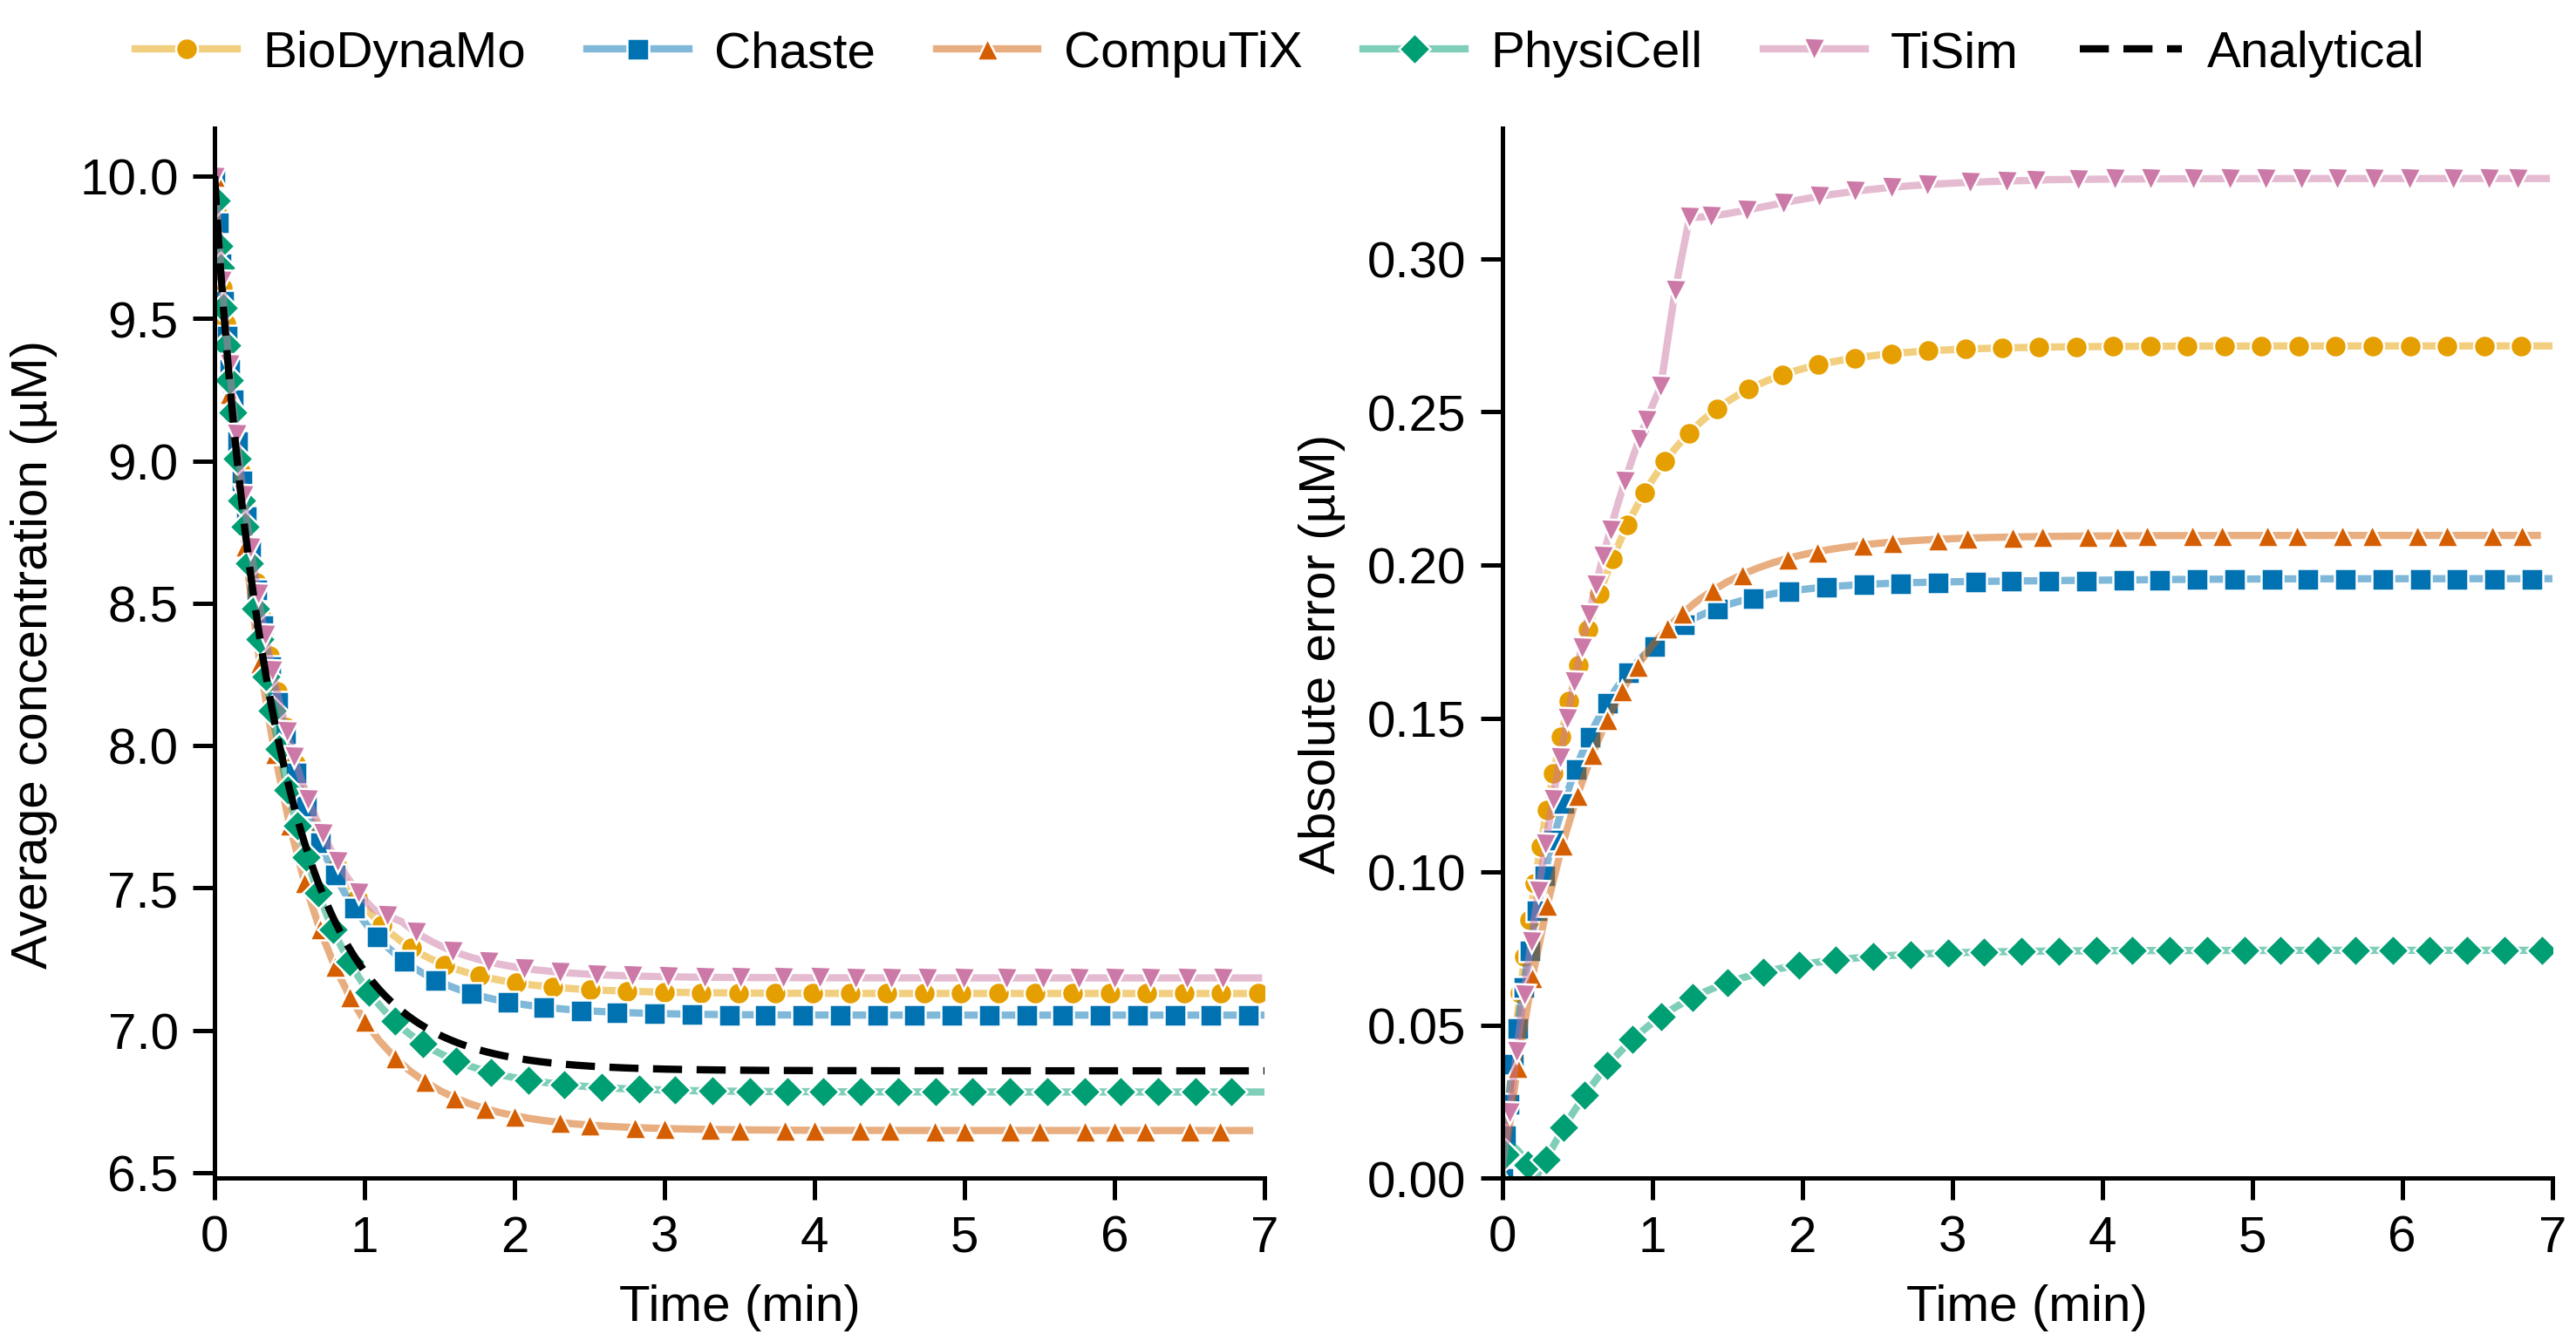 BioDynaMo Chaste CompuTiX PhysiCell TiSim Analytical
Average concentration (µM)
10.0
9.5
9.0
8.5
8.0
7.5
7.0
6.5
0 1 2 3 4 5 6 7
Time (min)
Absolute error (µM)
0.30
0.25
0.20
0.15
0.10
0.05
0.00
0 1 2 3 4 5 6 7
Time (min)